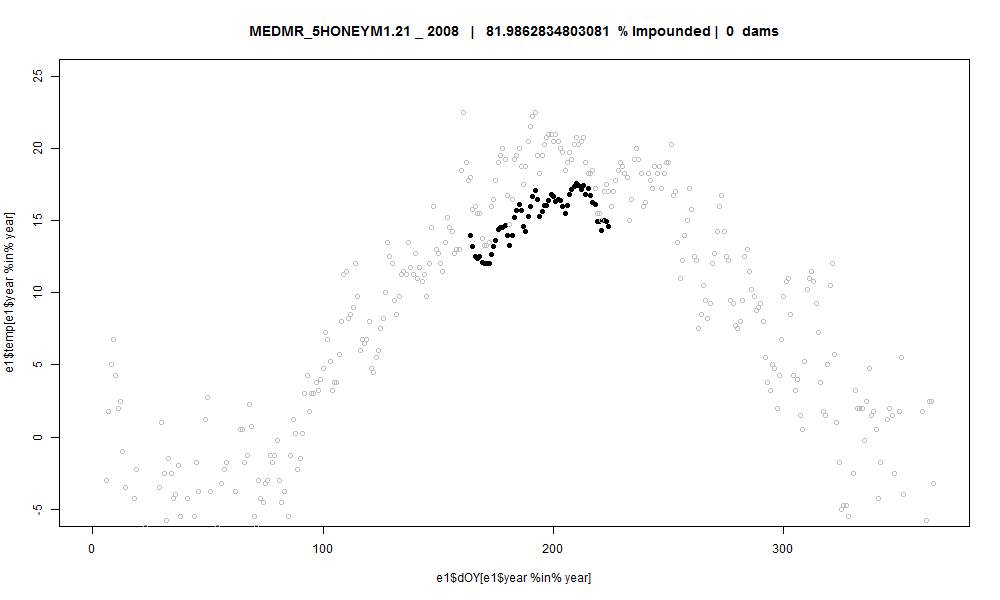 MEDMR_5HONEYM1.21 _ 2008 | 81.9862834803081 % Impounded | 0 dams
e1$temp[e1$year %in% year]
25
20
15
10
5
0
-5
0 100 200 300
e1$dOY[e1$year %in% year]